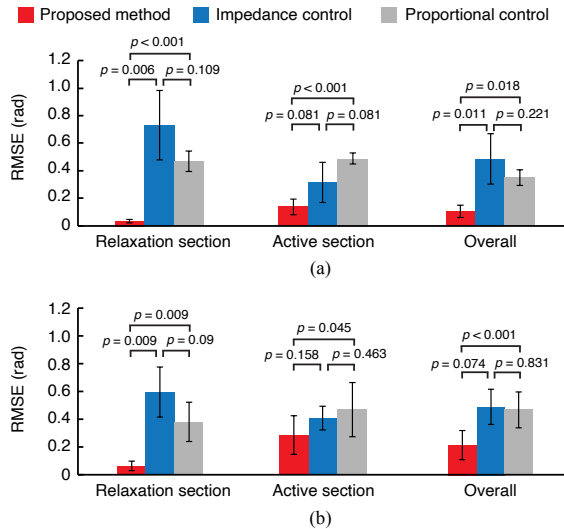 Proposed method Impedance control Proportional control
1.2
1.0
0.8
0.6
0.4
0.2
0
RMSE (rad)
p < 0.001
p = 0.006 p = 0.109
p < 0.001
p = 0.081 p = 0.081
p = 0.018
p = 0.011 p = 0.221
Relaxation section Active section Overall
(a)
1.2
1.0
0.8
0.6
0.4
0.2
0
RMSE (rad)
p = 0.009
p = 0.009 p = 0.09
p = 0.045
p = 0.158 p = 0.463
p < 0.001
p = 0.074 p = 0.831
Relaxation section Active section Overall
(b)